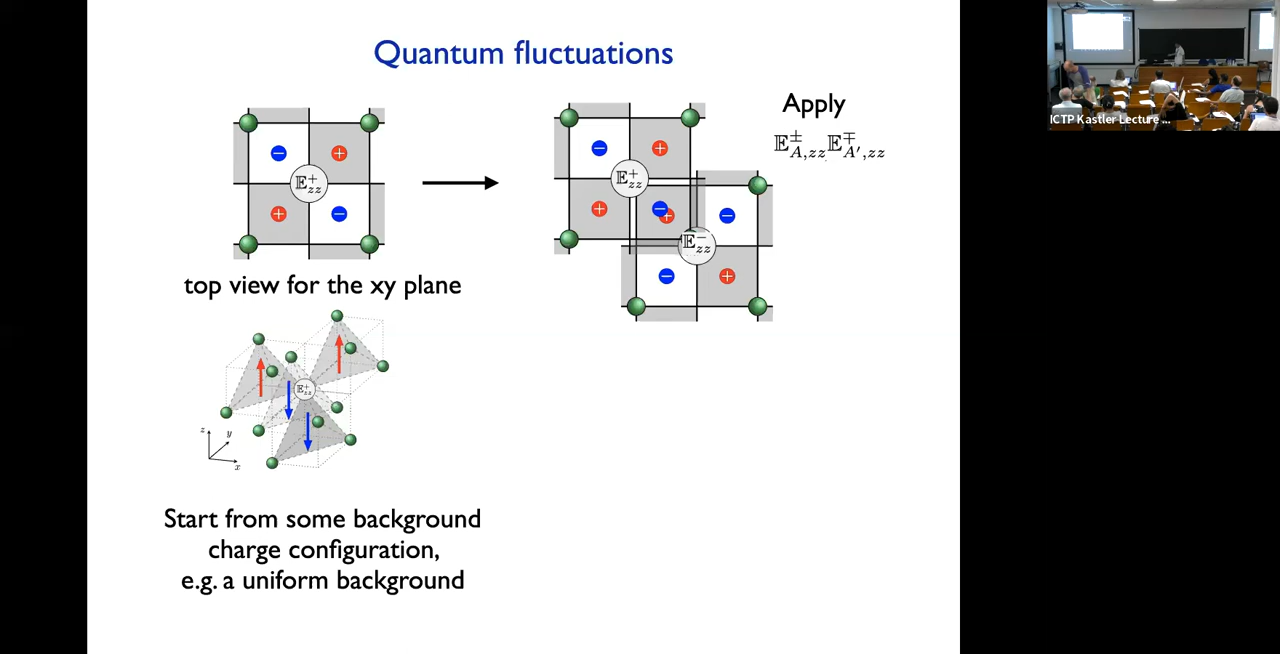 Quantum fluctuations
Apply
𝔼±A,zz𝔼∓A′,zz
− +
𝔼+zz
+ −
− +
𝔼+zz
+ − + −
𝔼−zz
− +
top view for the xy plane
𝔼+zz
z y
x
Start from some background
charge configuration,
e.g. a uniform background
ICTP Kastler Lecture ...